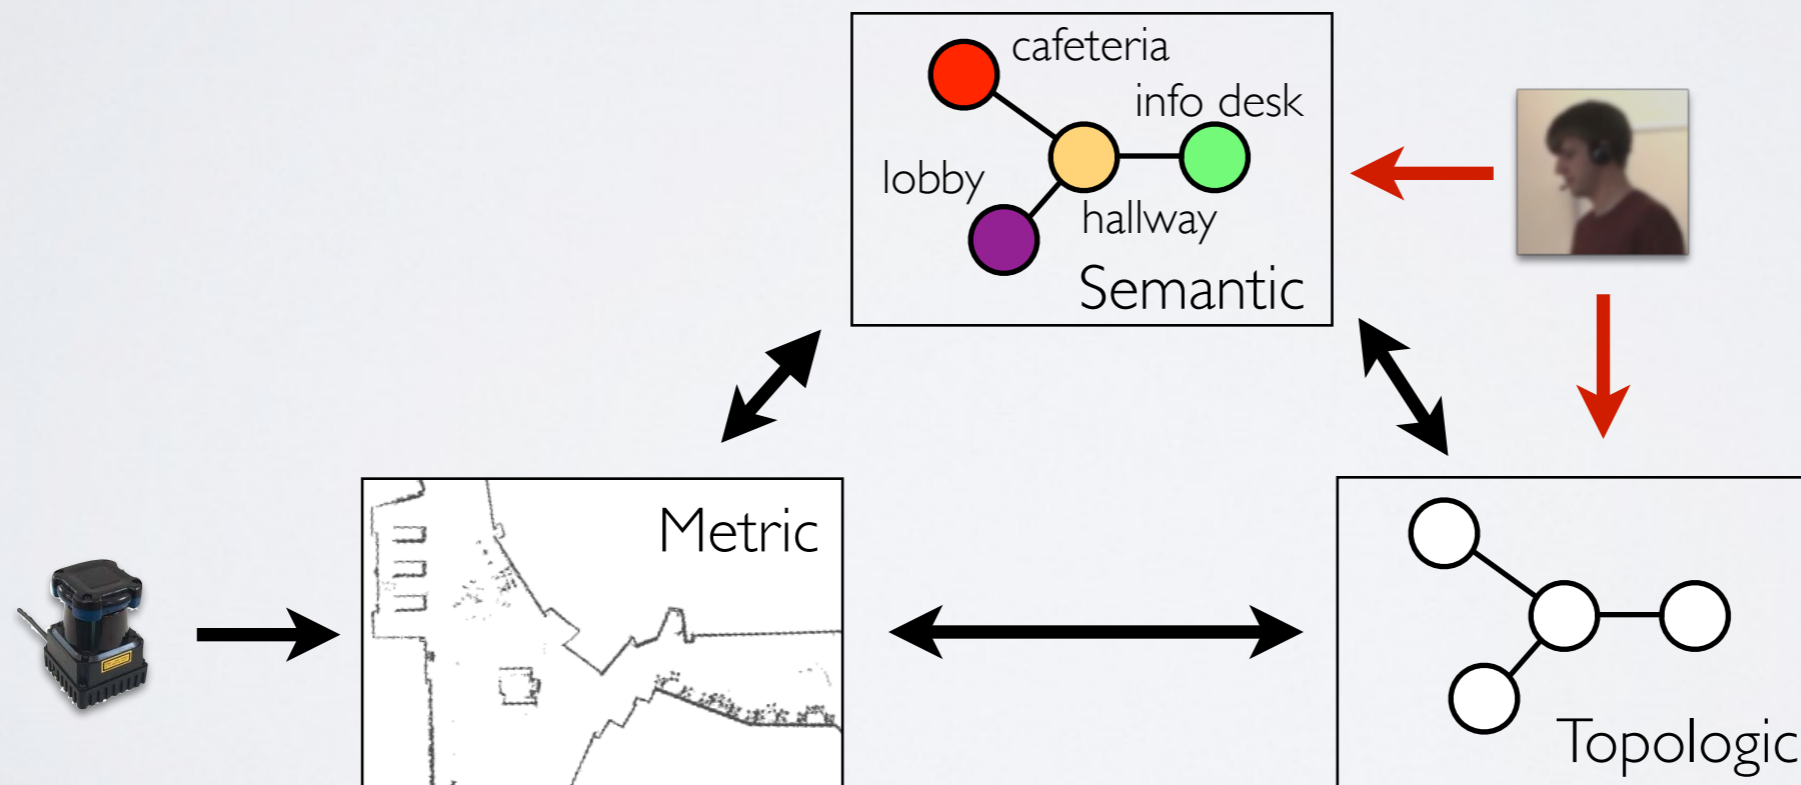 cafeteria
info desk
lobby
hallway
Semantic
Metric
Topologic